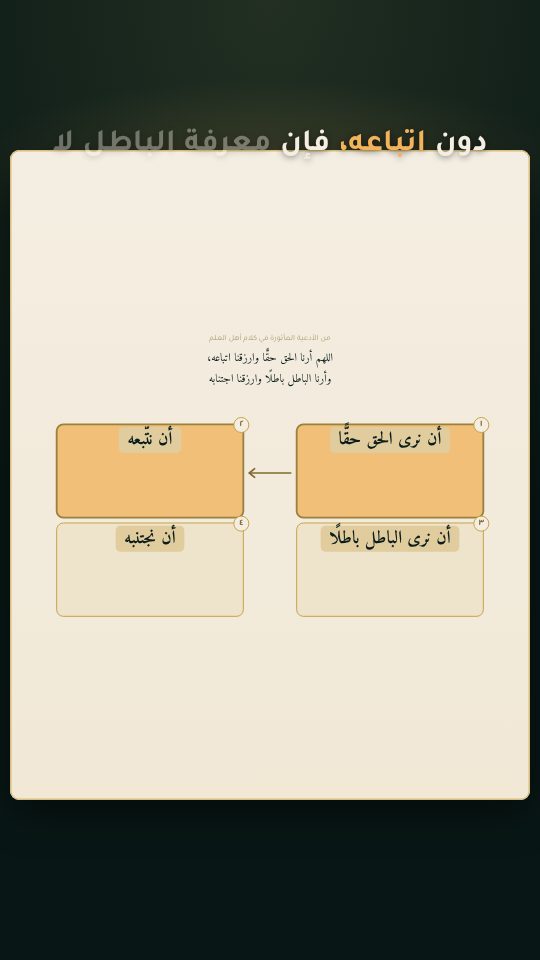 دون اتباعه، فإن معرفة الباطل لا
من الأدعية المأثورة في كلام أهل العلم
اللهم أرنا الحق حقًّا وارزقنا اتباعه،
وأرنا الباطل باطلًا وارزقنا اجتنابه
١
أن نرى الحق حقًّا
٢
أن نتّبعه
٣
أن نرى الباطل باطلًا
٤
أن نجتنبه